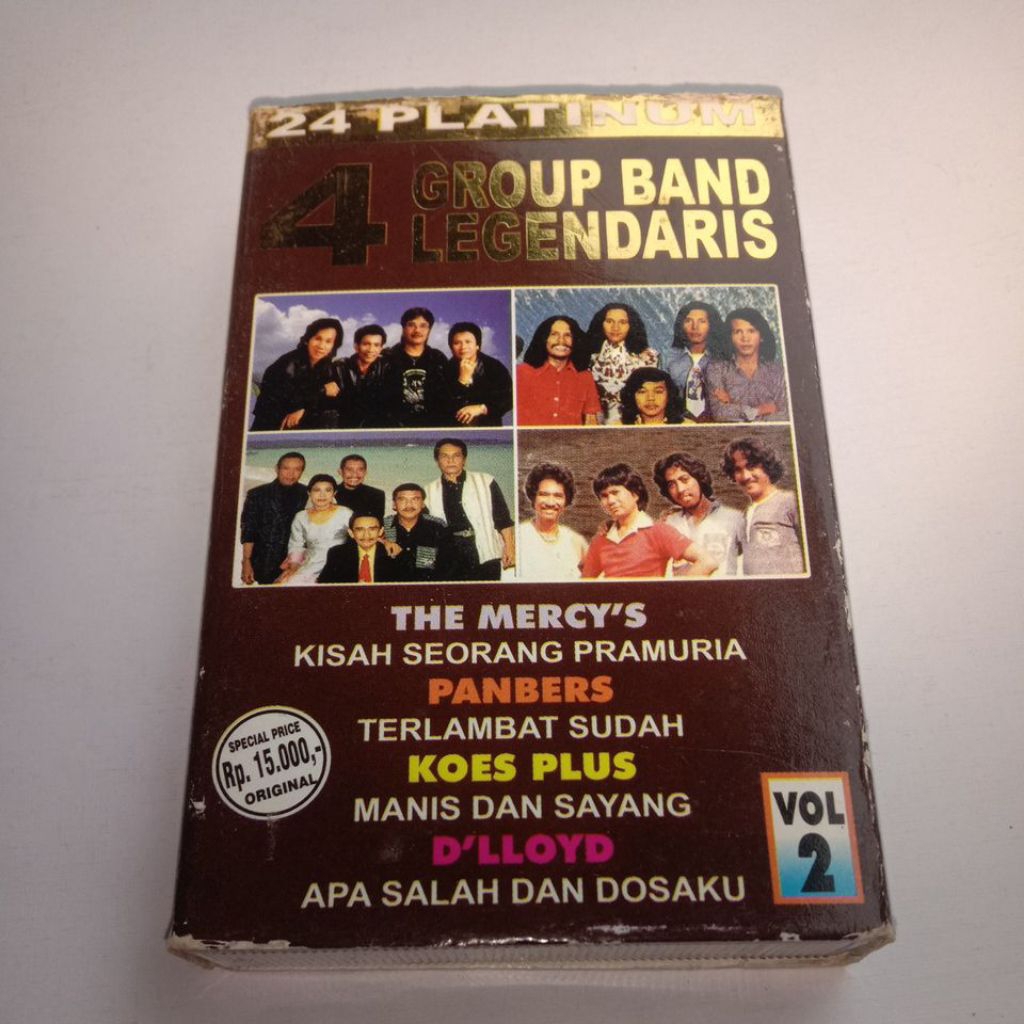 24 PLATINUM
4 GROUP BAND
LEGENDARIS
THE MERCY'S
KISAH SEORANG PRAMURIA
PANBERS
TERLAMBAT SUDAH
KOES PLUS
MANIS DAN SAYANG
D'LLOYD
APA SALAH DAN DOSAKU
SPECIAL PRICE
Rp. 15.000,-
ORIGINAL
VOL
2